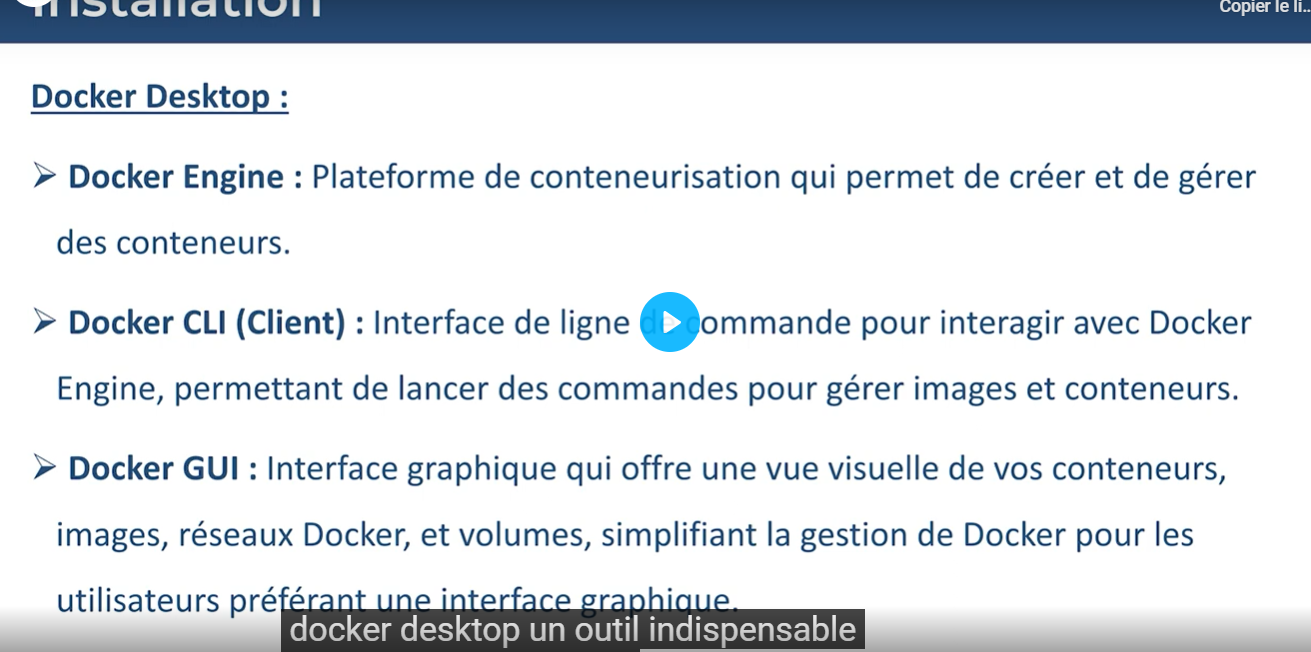 Installation
Copier le li...
Docker Desktop :
➢ Docker Engine : Plateforme de conteneurisation qui permet de créer et de gérer
des conteneurs.
➢ Docker CLI (Client) : Interface de ligne de commande pour interagir avec Docker
Engine, permettant de lancer des commandes pour gérer images et conteneurs.
➢ Docker GUI : Interface graphique qui offre une vue visuelle de vos conteneurs,
images, réseaux Docker, et volumes, simplifiant la gestion de Docker pour les
utilisateurs préférant une interface graphique.
docker desktop un outil indispensable